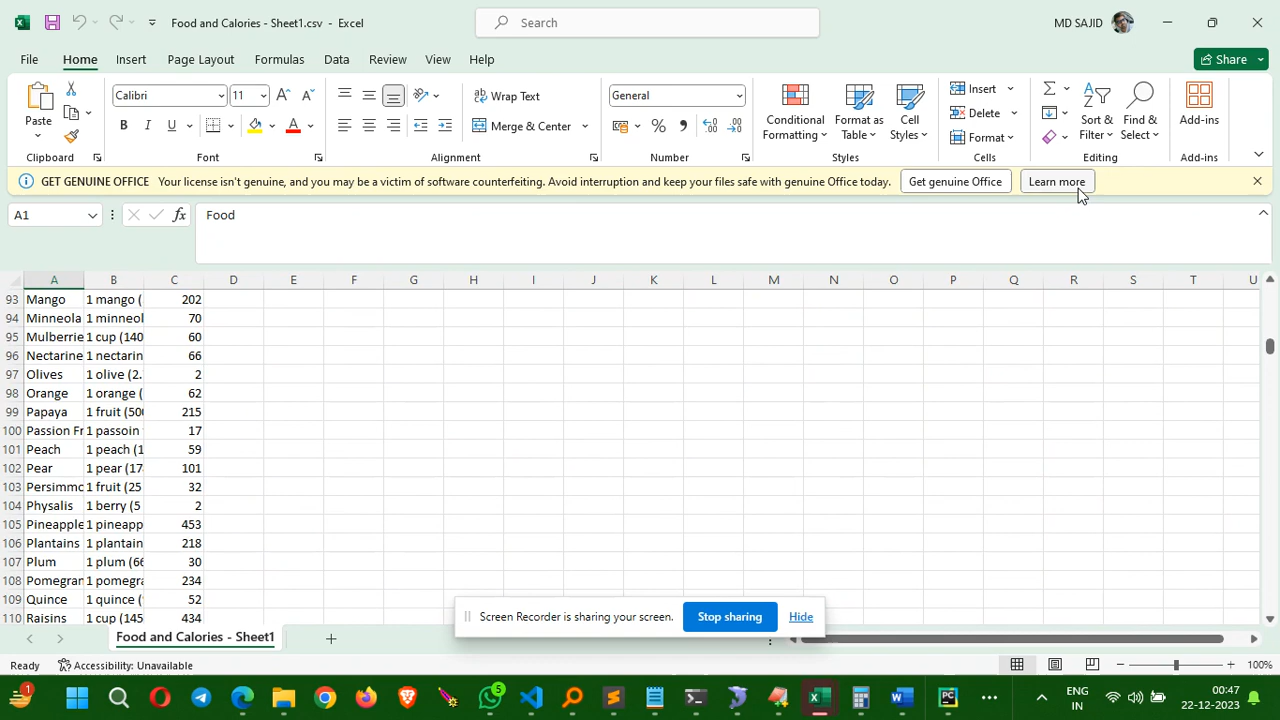 Food and Calories - Sheet1.csv - Excel
Search
MD SAJID
File Home Insert Page Layout Formulas Data Review View Help
Share
Paste
Clipboard
Calibri 11
B I U
Font
Wrap Text
Merge & Center
Alignment
General
Number
Conditional Formatting
Format as Table
Cell Styles
Styles
Insert
Delete
Format
Cells
Sort & Filter
Find & Select
Editing
Add-ins
Add-ins
GET GENUINE OFFICE Your license isn't genuine, and you may be a victim of software counterfeiting. Avoid interruption and keep your files safe with genuine Office today. Get genuine Office Learn more
A1 fx Food
A B C D E F G H I J K L M N O P Q R S T U
93 Mango 1 mango ( 202
94 Minneola 1 minneol 70
95 Mulberrie 1 cup (140 60
96 Nectarine 1 nectarin 66
97 Olives 1 olive (2. 2
98 Orange 1 orange ( 62
99 Papaya 1 fruit (500 215
100 Passion Fr 1 passoin 17
101 Peach 1 peach (1 59
102 Pear 1 pear (17 101
103 Persimmo 1 fruit (25 32
104 Physalis 1 berry (5 2
105 Pineapple 1 pineapp 453
106 Plantains 1 plantain 218
107 Plum 1 plum (66 30
108 Pomegran 1 pomegra 234
109 Quince 1 quince ( 52
110 Raisins 1 cup (145 434
Screen Recorder is sharing your screen. Stop sharing Hide
Food and Calories - Sheet1
Ready Accessibility: Unavailable 100%
1
5
PC
ENG
IN
00:47
22-12-2023